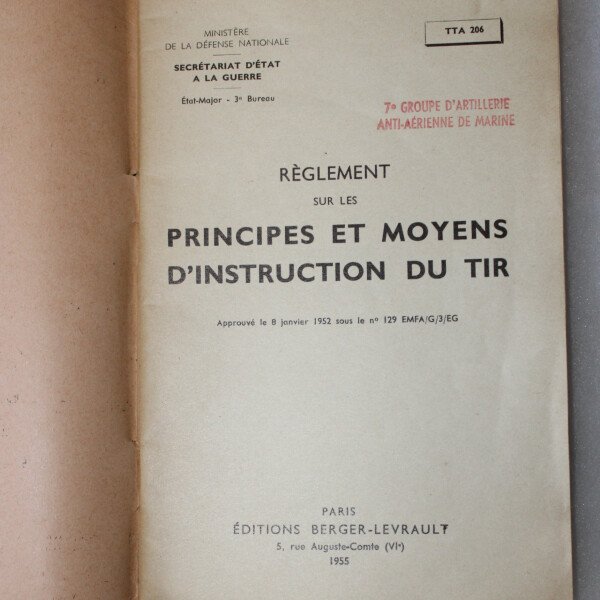 MINISTÈRE
DE LA DÉFENSE NATIONALE
SECRÉTARIAT D'ÉTAT
A LA GUERRE
État-Major - 3e Bureau
TTA 206
7e GROUPE D'ARTILLERIE
ANTI-AÉRIENNE DE MARINE
RÈGLEMENT
SUR LES
PRINCIPES ET MOYENS
D'INSTRUCTION DU TIR
Approuvé le 8 janvier 1952 sous le no 129 EMFA/G/3/EG
PARIS
ÉDITIONS BERGER-LEVRAULT
5, rue Auguste-Comte (VIe)
1955